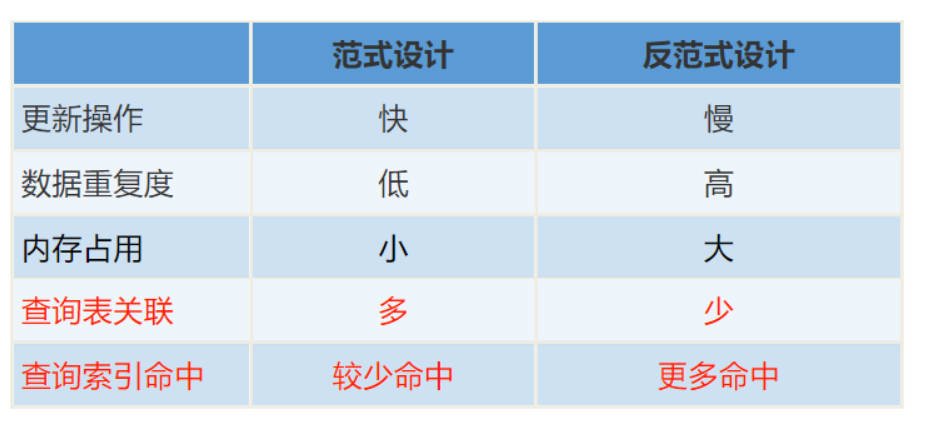 范式设计 反范式设计
更新操作 快 慢
数据重复度 低 高
内存占用 小 大
查询表关联 多 少
查询索引命中 较少命中 更多命中